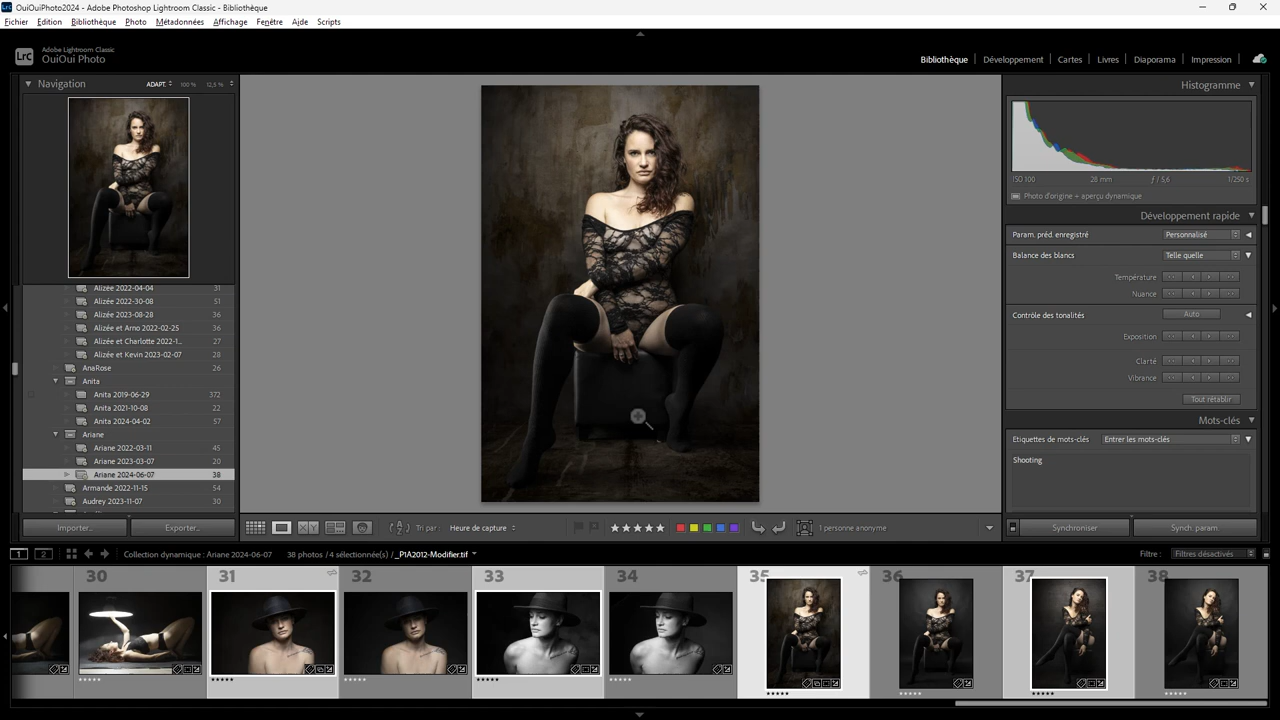 OuiOuiPhoto2024 - Adobe Photoshop Lightroom Classic - Bibliothèque
Fichier Edition Bibliothèque Photo Métadonnées Affichage Fenêtre Aide Scripts
Lrc
Adobe Lightroom Classic
OuiOui Photo
Bibliothèque | Développement | Cartes | Livres | Diaporama | Impression
Navigation ADAPT. 100 % 12,5 %
Alizée 2022-04-04 31
Alizée 2022-30-08 51
Alizée 2023-08-28 36
Alizée et Arno 2022-02-25 36
Alizée et Charlotte 2022-1... 27
Alizée et Kevin 2023-02-07 28
AnaRose 26
Anita
Anita 2019-06-29 372
Anita 2021-10-08 22
Anita 2024-04-02 57
Ariane
Ariane 2022-03-11 45
Ariane 2023-03-07 20
Ariane 2024-06-07 38
Armande 2022-11-15 54
Audrey 2023-11-07 30
Importer... Exporter...
Histogramme
ISO 100 28 mm ƒ / 5,6 1/250 s
Photo d'origine + aperçu dynamique
Développement rapide
Param. préd. enregistré Personnalisé
Balance des blancs Telle quelle
Température
Nuance
Contrôle des tonalités Auto
Exposition
Clarté
Vibrance
Tout rétablir
Mots-clés
Etiquettes de mots-clés Entrer les mots-clés
Shooting
Synchroniser Synch. param.
XY Tri par : Heure de capture ★★★★★ 1 personne anonyme
1 2 Collection dynamique : Ariane 2024-06-07 38 photos / 4 sélectionnée(s) / _P1A2012-Modifier.tif Filtre : Filtres désactivés
30 31 32 33 34 35 36 37 38